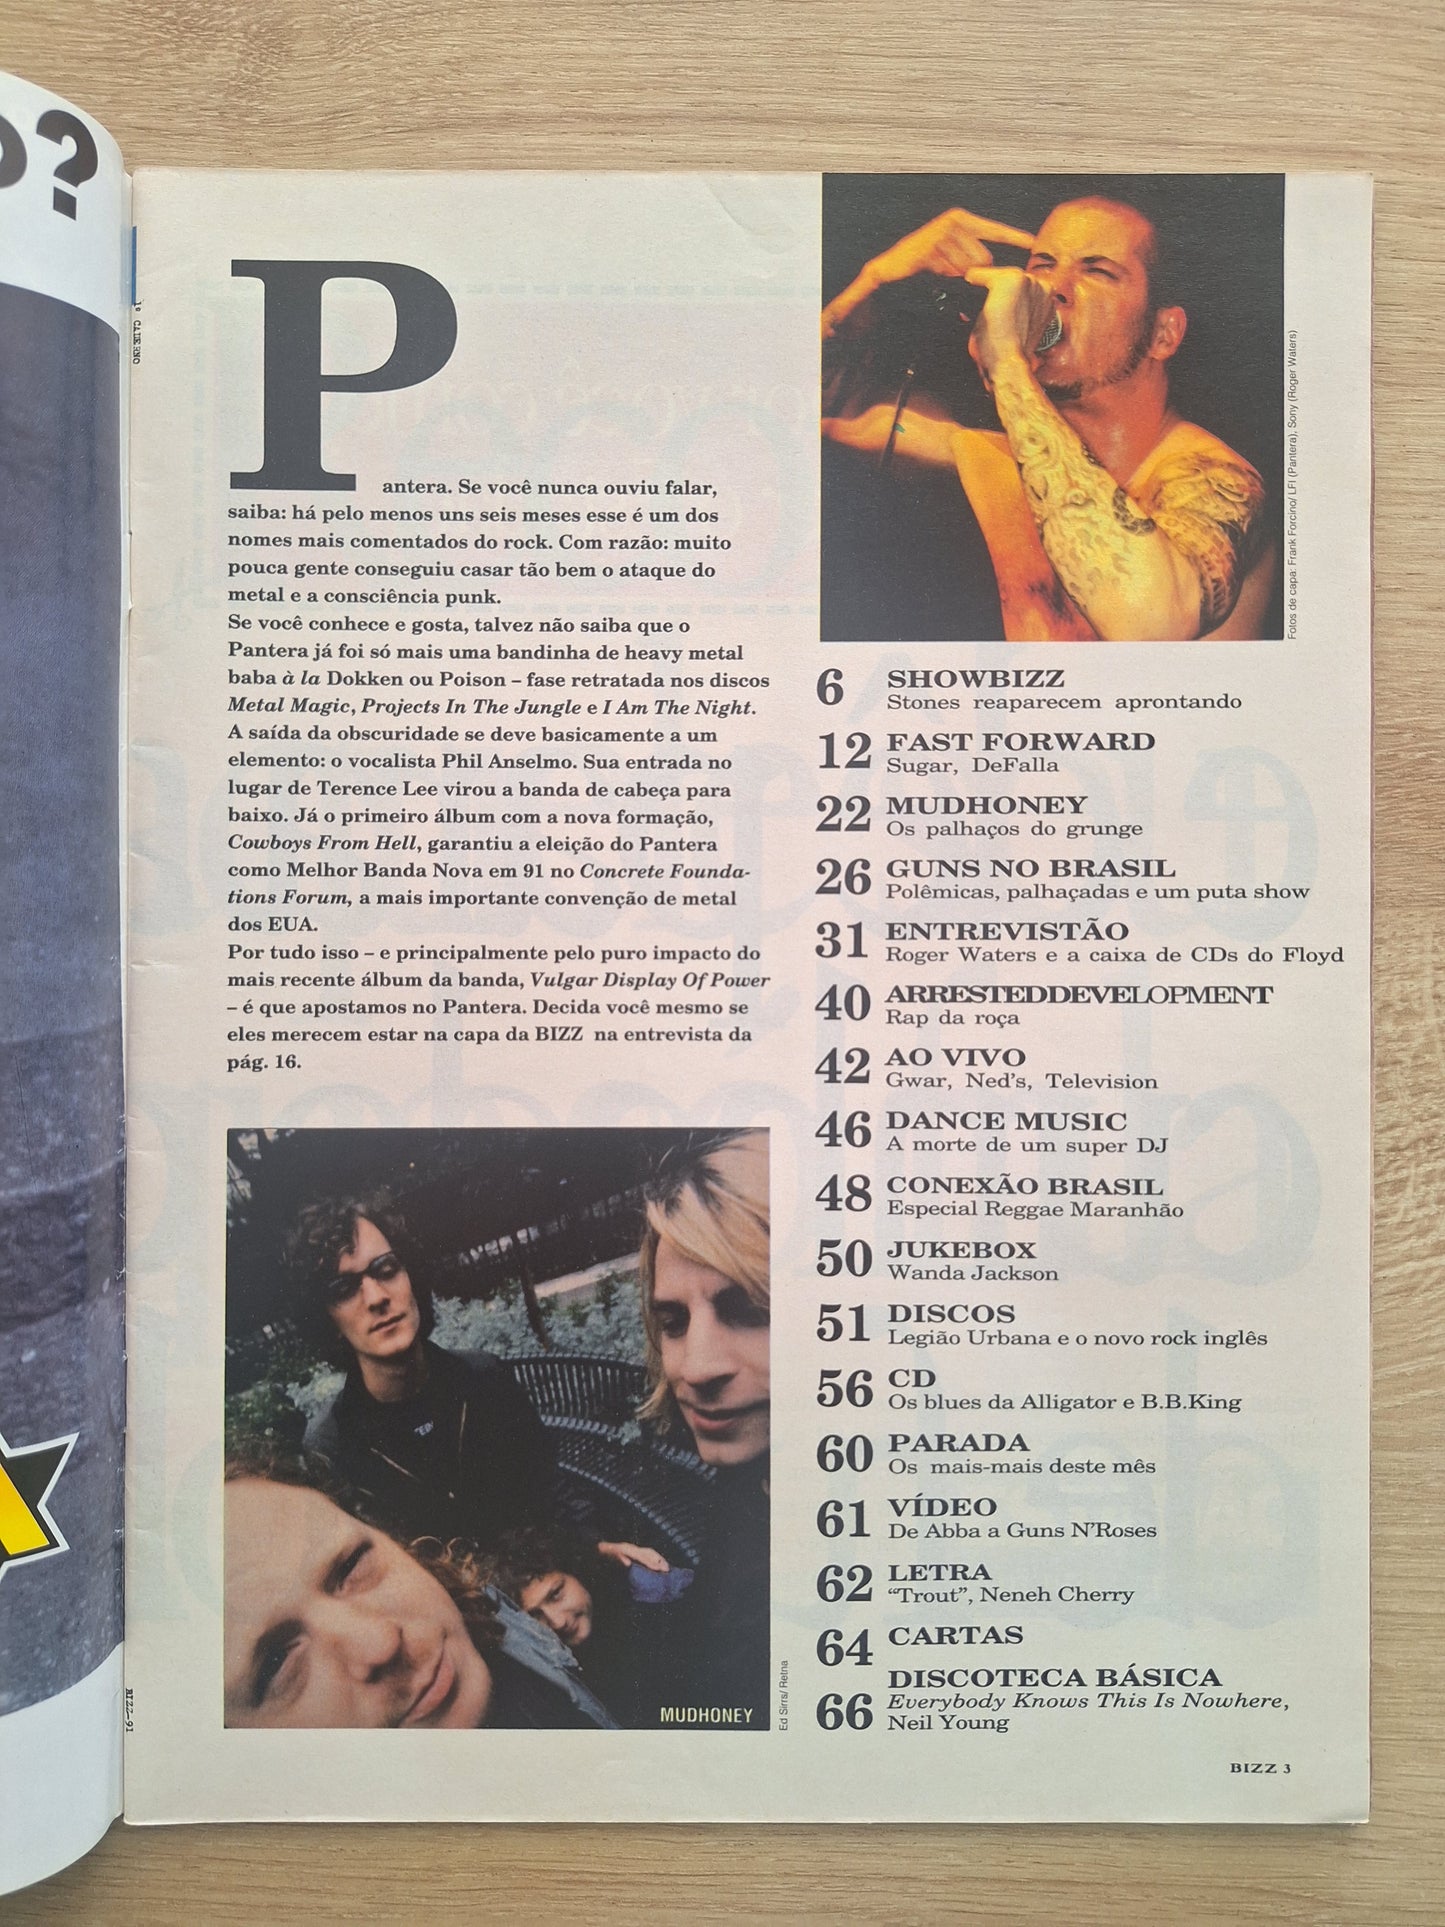 ?
1º CADERNO
Pantera. Se você nunca ouviu falar,
saiba: há pelo menos uns seis meses esse é um dos
nomes mais comentados do rock. Com razão: muito
pouca gente conseguiu casar tão bem o ataque do
metal e a consciência punk.
Se você conhece e gosta, talvez não saiba que o
Pantera já foi só mais uma bandinha de heavy metal
baba à la Dokken ou Poison – fase retratada nos discos
Metal Magic, Projects In The Jungle e I Am The Night.
A saída da obscuridade se deve basicamente a um
elemento: o vocalista Phil Anselmo. Sua entrada no
lugar de Terence Lee virou a banda de cabeça para
baixo. Já o primeiro álbum com a nova formação,
Cowboys From Hell, garantiu a eleição do Pantera
como Melhor Banda Nova em 91 no Concrete Founda-
tions Forum, a mais importante convenção de metal
dos EUA.
Por tudo isso – e principalmente pelo puro impacto do
mais recente álbum da banda, Vulgar Display Of Power
– é que apostamos no Pantera. Decida você mesmo se
eles merecem estar na capa da BIZZ na entrevista da
pág. 16.
MUDHONEY
Ed Sirrs/ Retna
BIZZ-91
Fotos de capa: Frank Forcino/ LFI (Pantera), Sony (Roger Waters)
6 SHOWBIZZ
Stones reaparecem aprontando
12 FAST FORWARD
Sugar, DeFalla
22 MUDHONEY
Os palhaços do grunge
26 GUNS NO BRASIL
Polêmicas, palhaçadas e um puta show
31 ENTREVISTÃO
Roger Waters e a caixa de CDs do Floyd
40 ARRESTED DEVELOPMENT
Rap da roça
42 AO VIVO
Gwar, Ned's, Television
46 DANCE MUSIC
A morte de um super DJ
48 CONEXÃO BRASIL
Especial Reggae Maranhão
50 JUKEBOX
Wanda Jackson
51 DISCOS
Legião Urbana e o novo rock inglês
56 CD
Os blues da Alligator e B.B.King
60 PARADA
Os mais-mais deste mês
61 VÍDEO
De Abba a Guns N'Roses
62 LETRA
“Trout”, Neneh Cherry
64 CARTAS
66 DISCOTECA BÁSICA
Everybody Knows This Is Nowhere,
Neil Young
BIZZ 3